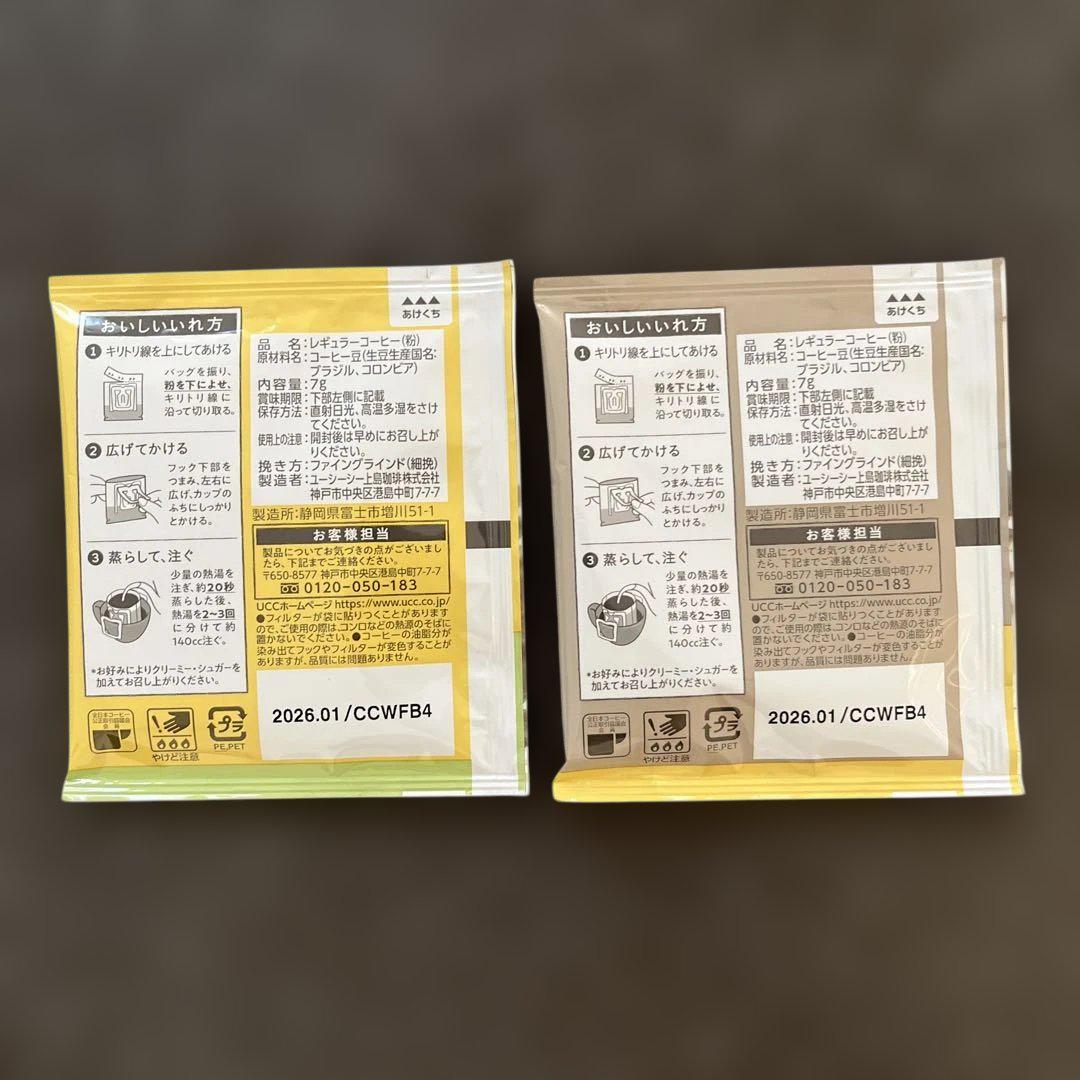 あけくち
おいしいいれ方
1 キリトリ線を上にしてあける
バッグを振り、
粉を下によせ、
キリトリ線に
沿って切り取る。
2 広げてかける
フック下部を
つまみ、左右に
広げ、カップの
ふちにしっかり
とかける。
3 蒸らして、注ぐ
少量の熱湯を
注ぎ、約20秒
蒸らした後、
熱湯を2~3回
に分けて約
140cc注ぐ。
*お好みによりクリーミー・シュガーを
加えてお召し上がりください。
品名:レギュラーコーヒー(粉)
原材料名:コーヒー豆(生豆生産国名:
ブラジル、コロンビア)
内容量:7g
賞味期限:下部左側に記載
保存方法:直射日光、高温多湿をさけ
てください。
使用上の注意:開封後は早めにお召し上が
りください。
挽き方:ファイングラインド(細挽)
製造者:ユーシーシー上島珈琲株式会社
神戸市中央区港島中町7-7-7
製造所:静岡県富士市増川51-1
お客様担当
製品についてお気づきの点がございまし
たら、下記までご連絡ください。
〒650-8577 神戸市中央区港島中町7-7-7
0120-050-183
UCCホームページ https://www.ucc.co.jp/
●フィルターが袋に貼りつくことがあります
ので、ご使用の際は、コンロなどの熱源のそばに
置かないでください。●コーヒーの油脂分が
染み出てフックやフィルターが変色することが
ありますが、品質には問題ありません。
2026.01/CCWFB4
全日本コーヒー
公正取引協議会
会員
やけど注意
プラ
PE,PET
あけくち
おいしいいれ方
1 キリトリ線を上にしてあける
バッグを振り、
粉を下によせ、
キリトリ線に
沿って切り取る。
2 広げてかける
フック下部を
つまみ、左右に
広げ、カップの
ふちにしっかり
とかける。
3 蒸らして、注ぐ
少量の熱湯を
注ぎ、約20秒
蒸らした後、
熱湯を2~3回
に分けて約
140cc注ぐ。
*お好みによりクリーミー・シュガーを
加えてお召し上がりください。
品名:レギュラーコーヒー(粉)
原材料名:コーヒー豆(生豆生産国名:
ブラジル、コロンビア)
内容量:7g
賞味期限:下部左側に記載
保存方法:直射日光、高温多湿をさけ
てください。
使用上の注意:開封後は早めにお召し上が
りください。
挽き方:ファイングラインド(細挽)
製造者:ユーシーシー上島珈琲株式会社
神戸市中央区港島中町7-7-7
製造所:静岡県富士市増川51-1
お客様担当
製品についてお気づきの点がございまし
たら、下記までご連絡ください。
〒650-8577 神戸市中央区港島中町7-7-7
0120-050-183
UCCホームページ https://www.ucc.co.jp/
●フィルターが袋に貼りつくことがあります
ので、ご使用の際は、コンロなどの熱源のそばに
置かないでください。●コーヒーの油脂分が
染み出てフックやフィルターが変色することが
ありますが、品質には問題ありません。
2026.01/CCWFB4
全日本コーヒー
公正取引協議会
会員
やけど注意
プラ
PE,PET